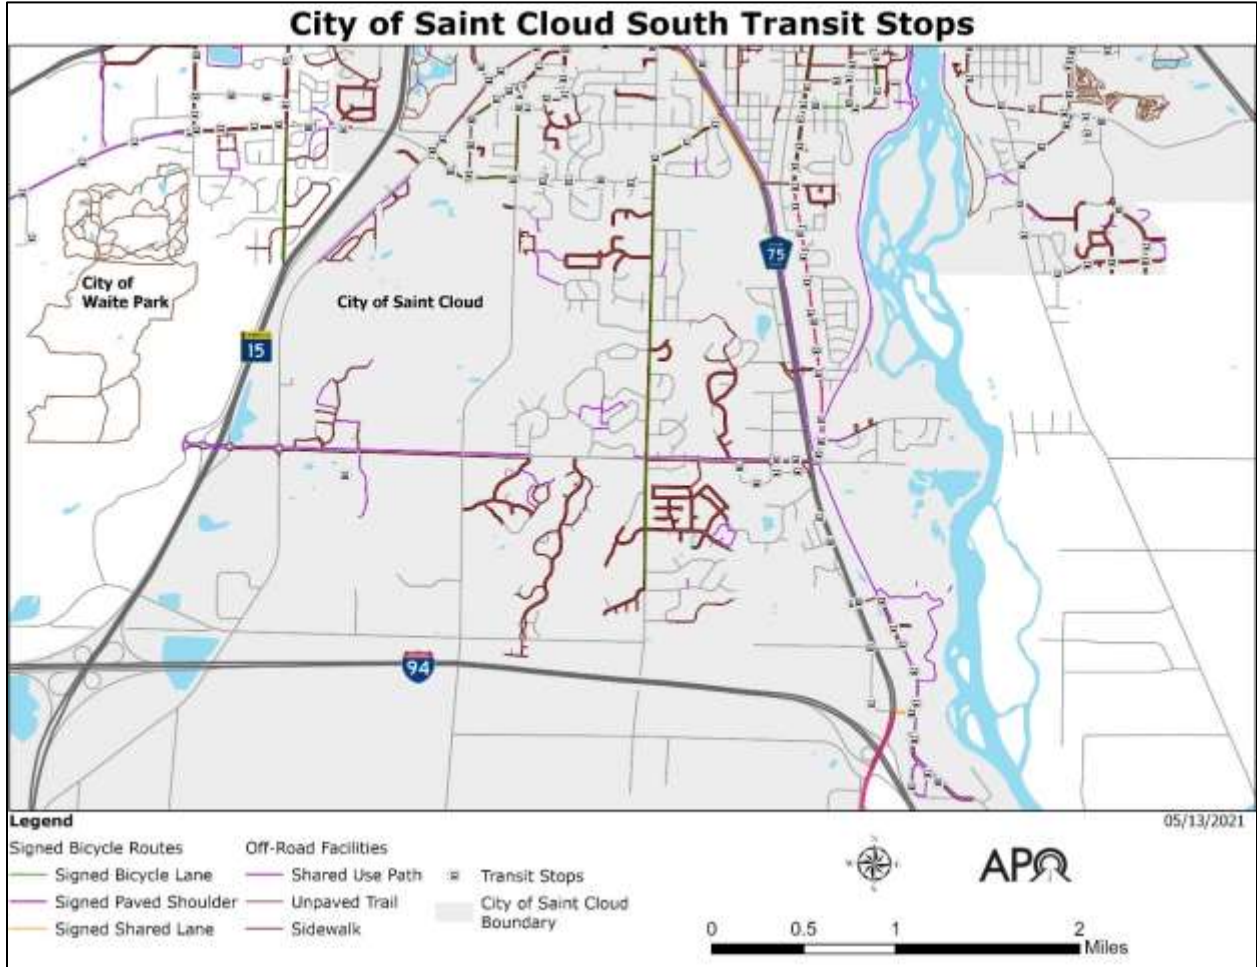 City of Saint Cloud South Transit Stops
75
City of
Waite Park
City of Saint Cloud
15
94
Legend
05/13/2021
Signed Bicycle Routes
Off-Road Facilities
Signed Bicycle Lane
Shared Use Path
Transit Stops
Signed Paved Shoulder
Unpaved Trail
City of Saint Cloud
Boundary
Signed Shared Lane
Sidewalk
APO
0 0.5 1 2
Miles